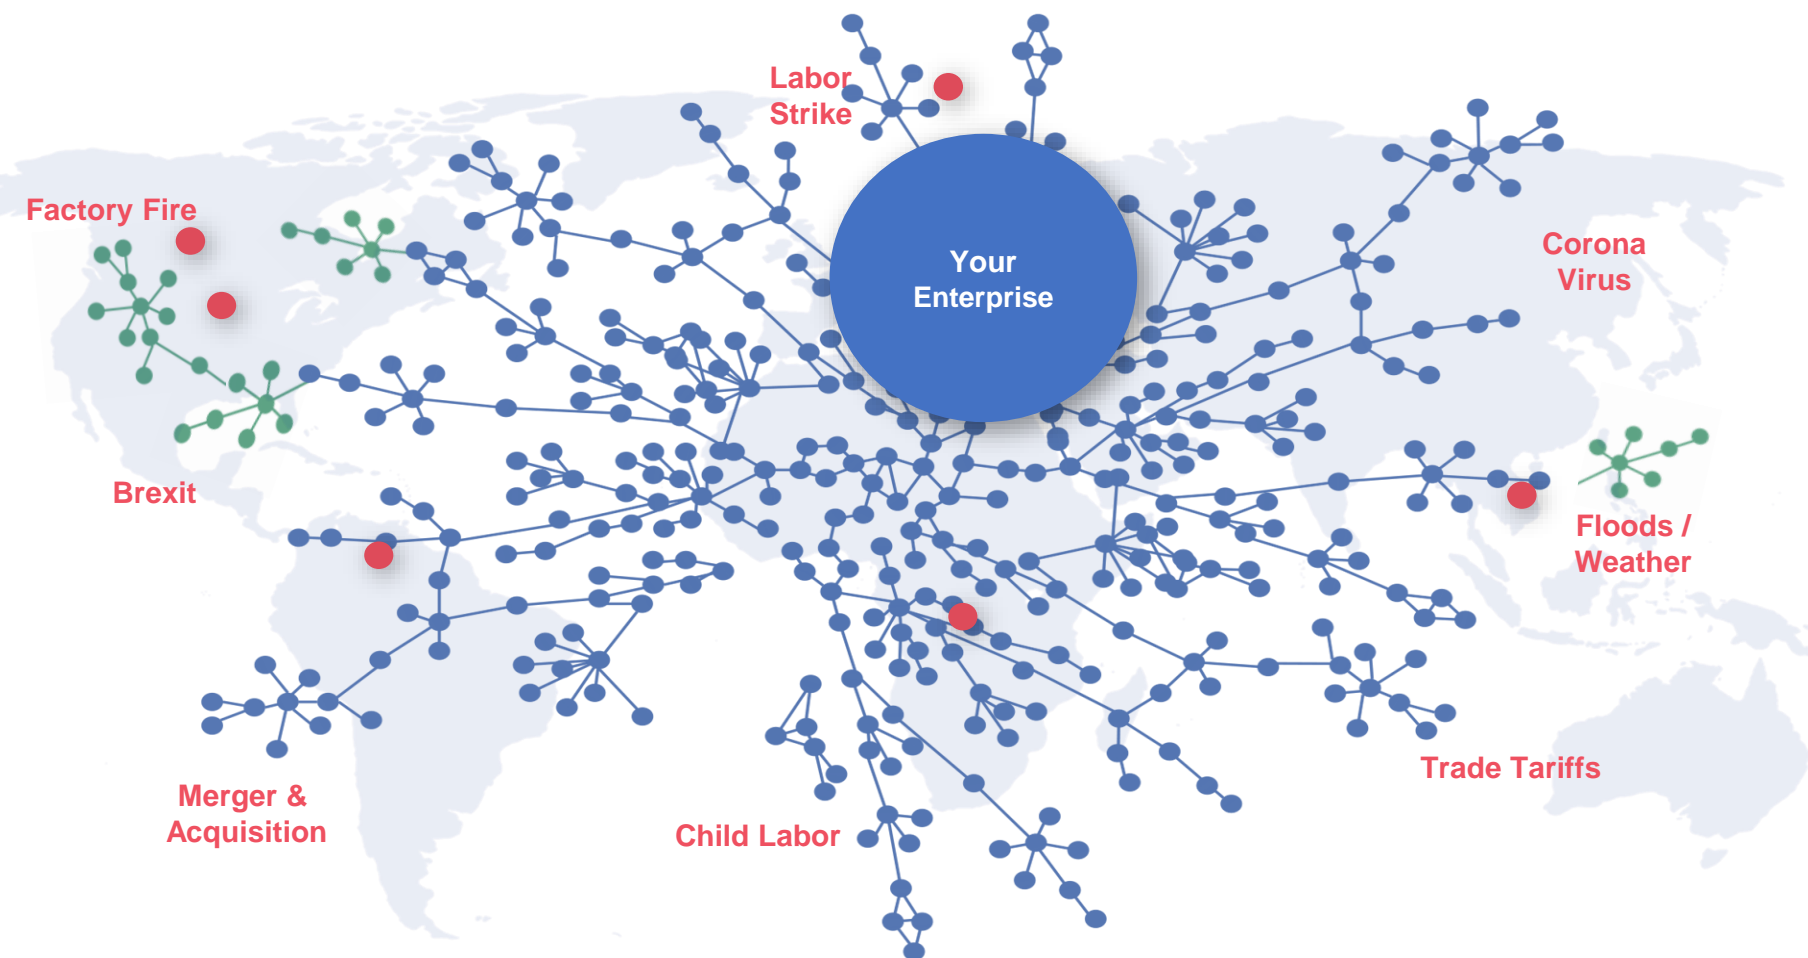 Labor
Strike
Factory Fire
Your
Enterprise
Corona
Virus
Brexit
Floods /
Weather
Merger &
Acquisition
Child Labor
Trade Tariffs